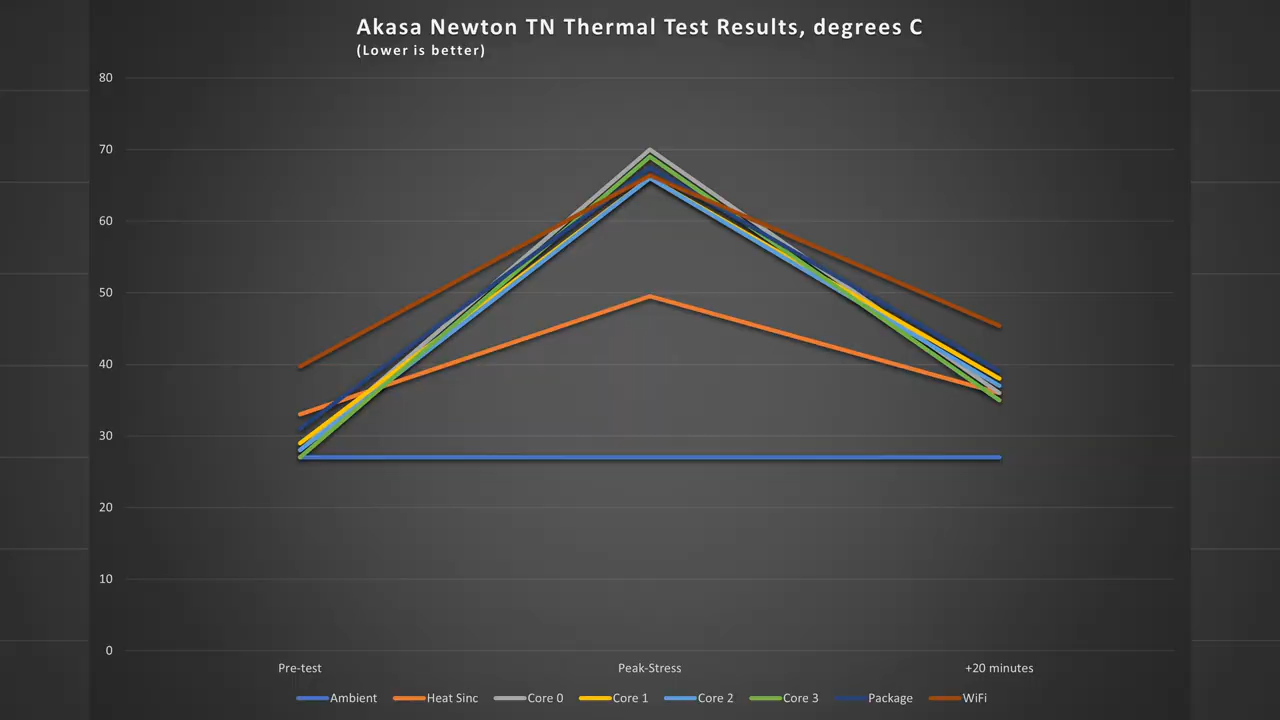 Akasa Newton TN Thermal Test Results, degrees C
(Lower is better)
80
70
60
50
40
30
20
10
0
Pre-test Peak-Stress +20 minutes
Ambient Heat Sinc Core 0 Core 1 Core 2 Core 3 Package WiFi